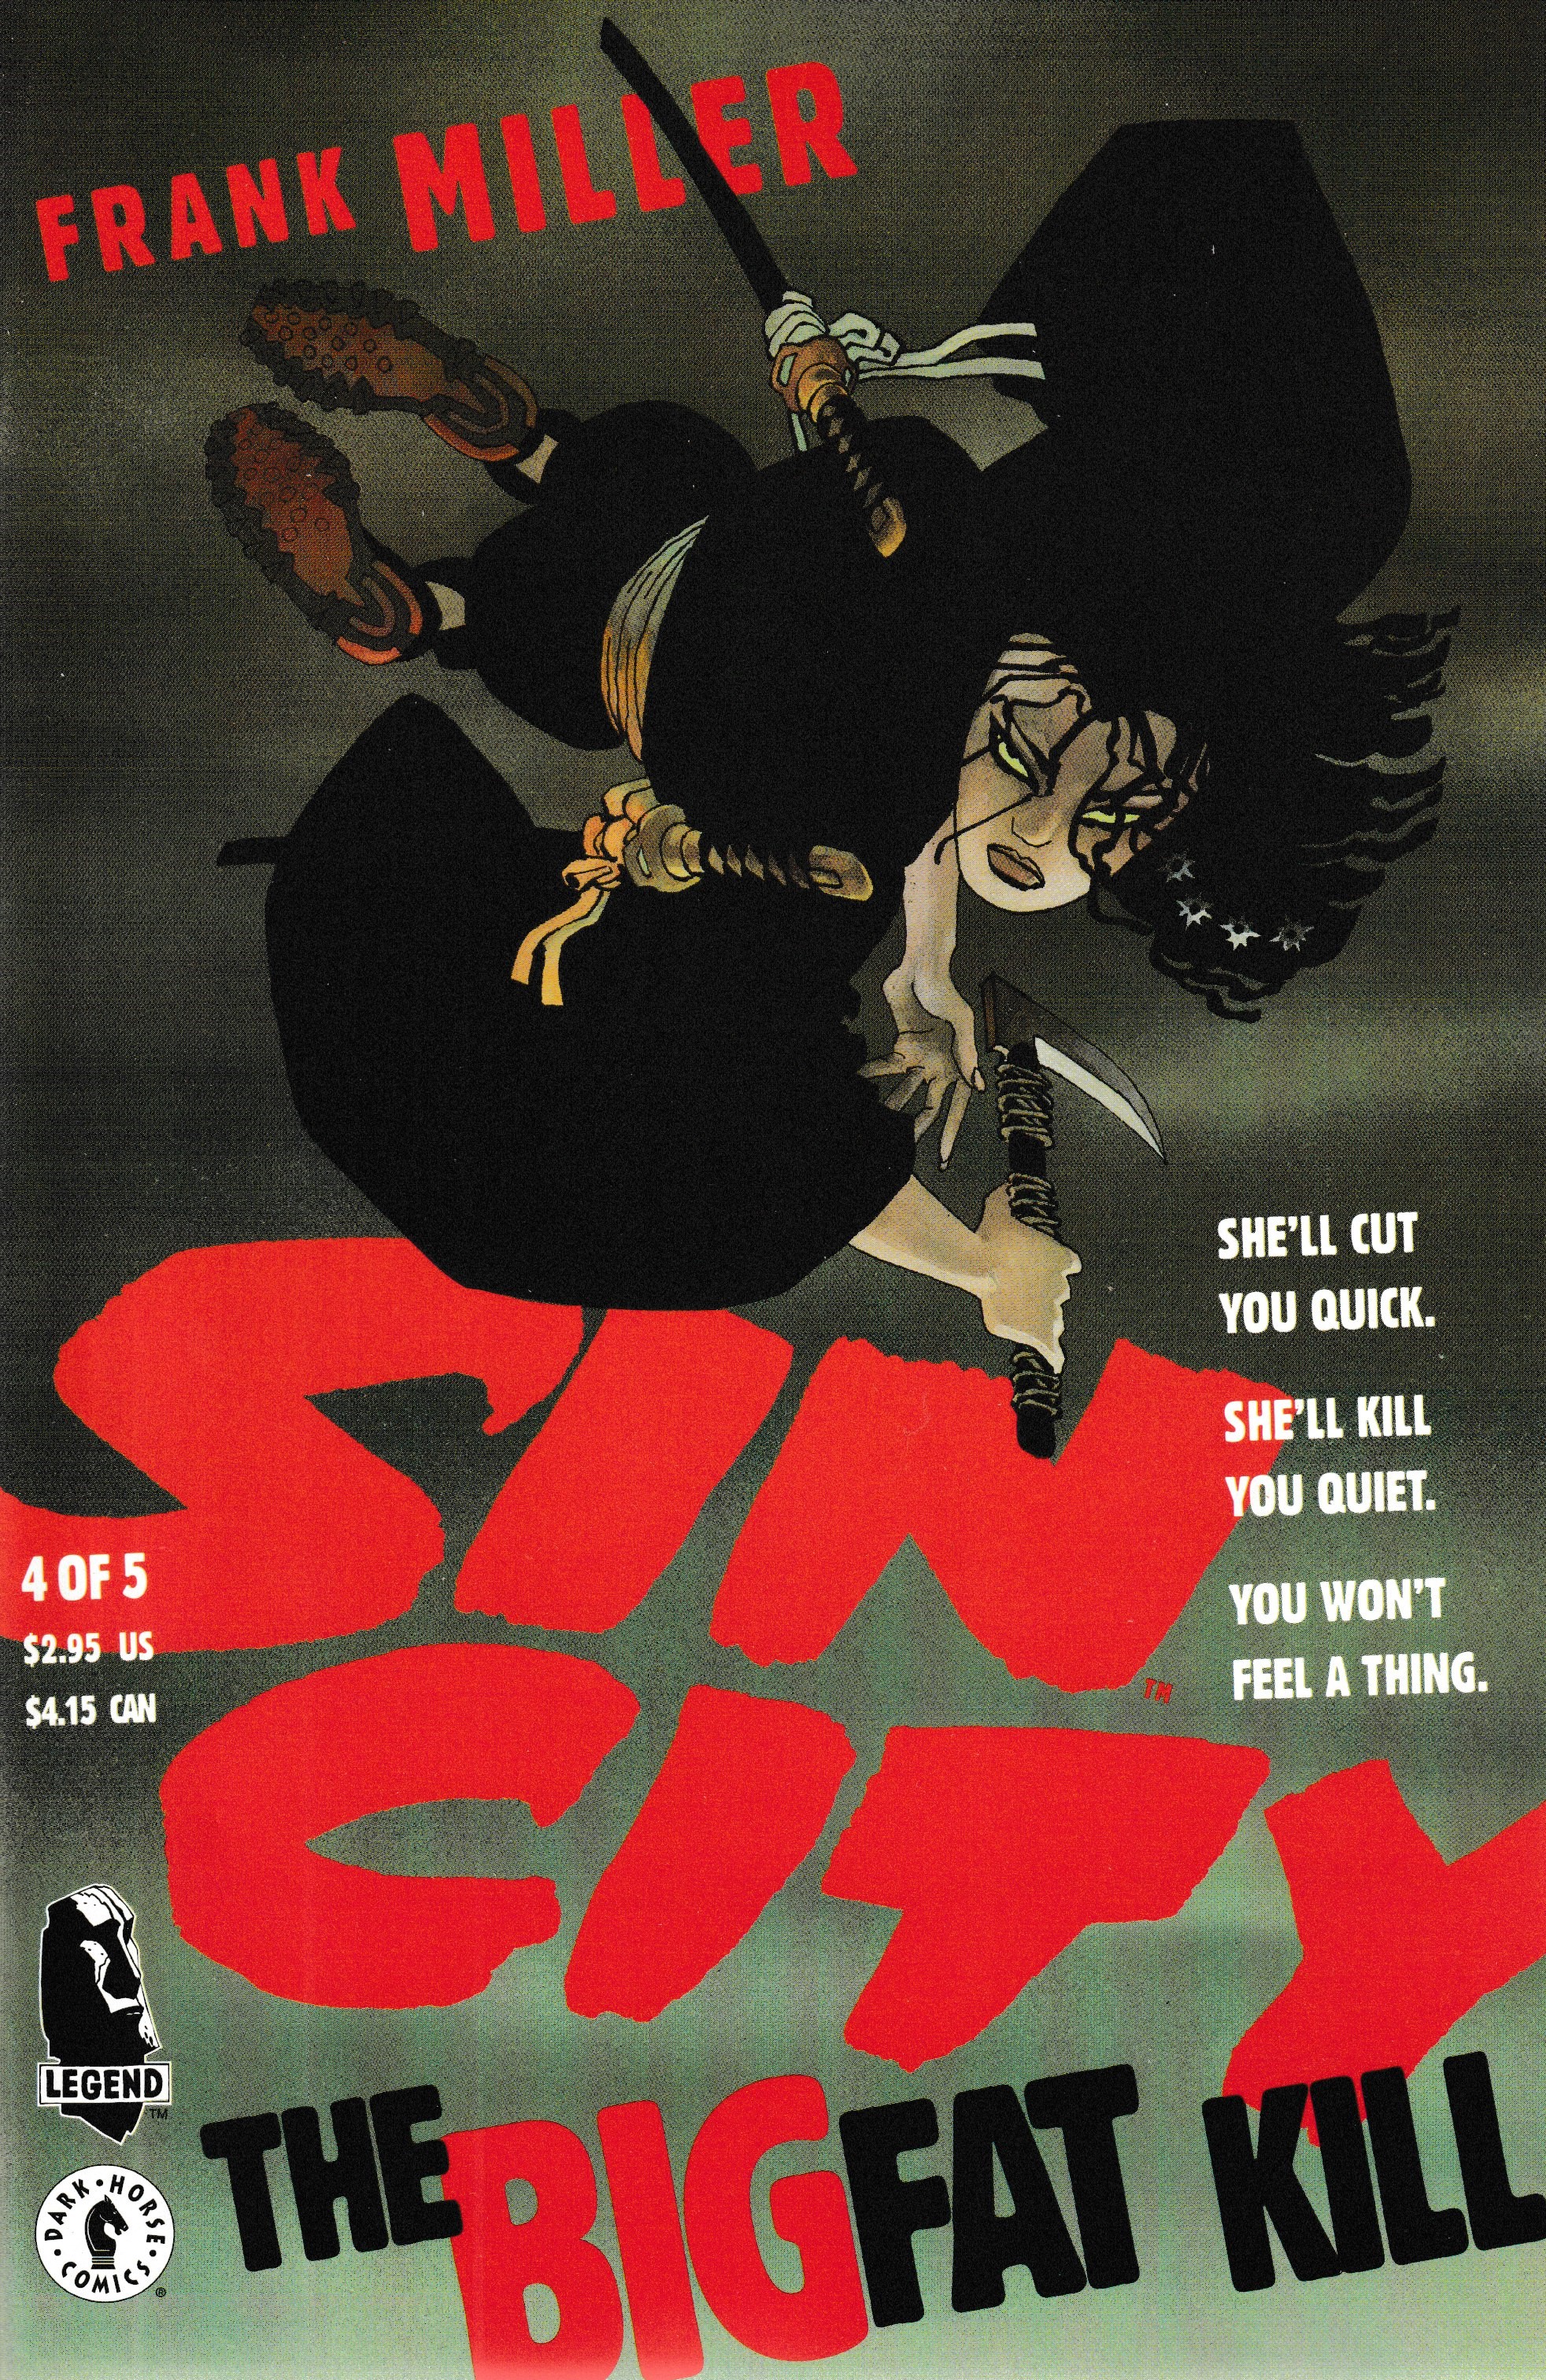 FRANK MILLER
SHE'LL CUT
YOU QUICK.
SHE'LL KILL
YOU QUIET.
YOU WON'T
FEEL A THING.
SIN
TM
CITY
4 OF 5
$2.95 US
$4.15 CAN
LEGEND
TM
THE BIG FAT KILL
DARK • HORSE
• COMICS •
®